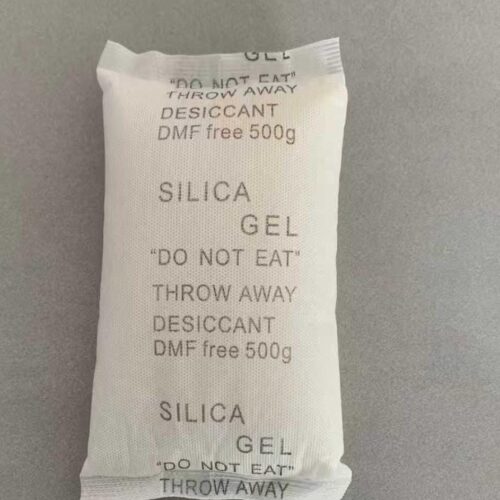 GEL
"DO NOT EAT"
THROW AWAY
DESICCANT
DMF free 500g
SILICA
GEL
"DO NOT EAT"
THROW AWAY
DESICCANT
DMF free 500g
SILICA
GEL
"DO NOT EAT"
THROW AWAY